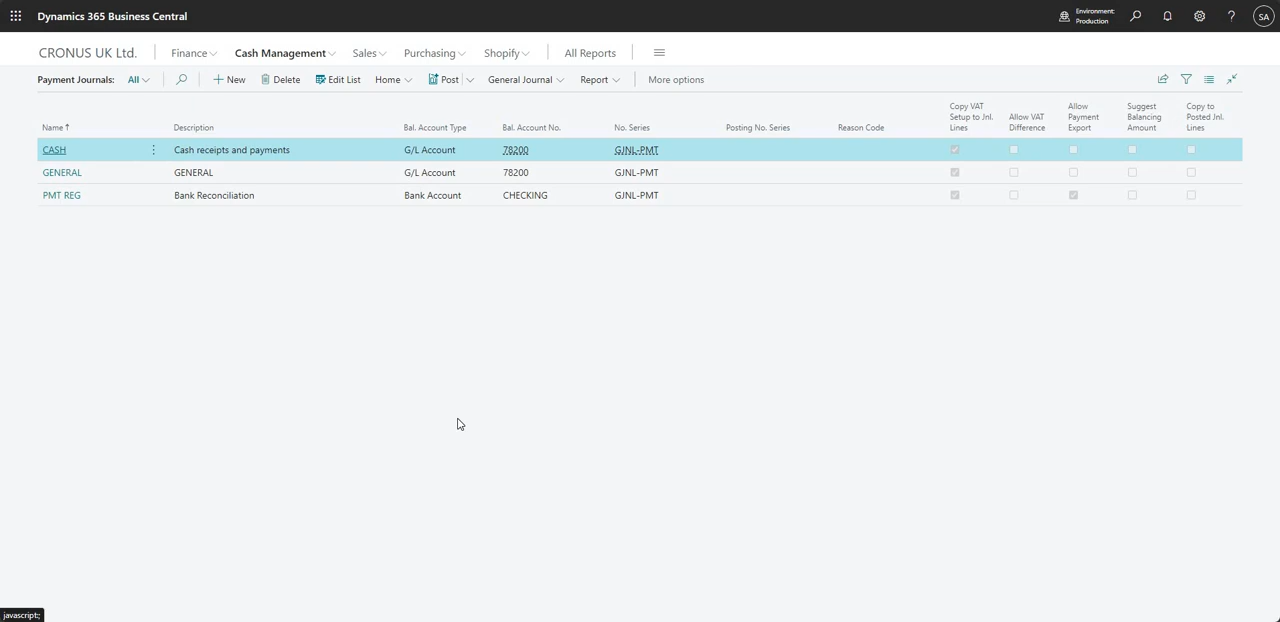 Dynamics 365 Business Central
Environment:
Production
?
SA
CRONUS UK Ltd. Finance Cash Management Sales Purchasing Shopify All Reports
Payment Journals: All New Delete Edit List Home Post General Journal Report More options
Name Description Bal. Account Type Bal. Account No. No. Series Posting No. Series Reason Code Copy VAT Setup to Jnl. Lines Allow VAT Difference Allow Payment Export Suggest Balancing Amount Copy to Posted Jnl. Lines
CASH Cash receipts and payments G/L Account 78200 GJNL-PMT
GENERAL GENERAL G/L Account 78200 GJNL-PMT
PMT REG Bank Reconciliation Bank Account CHECKING GJNL-PMT
javascript:;